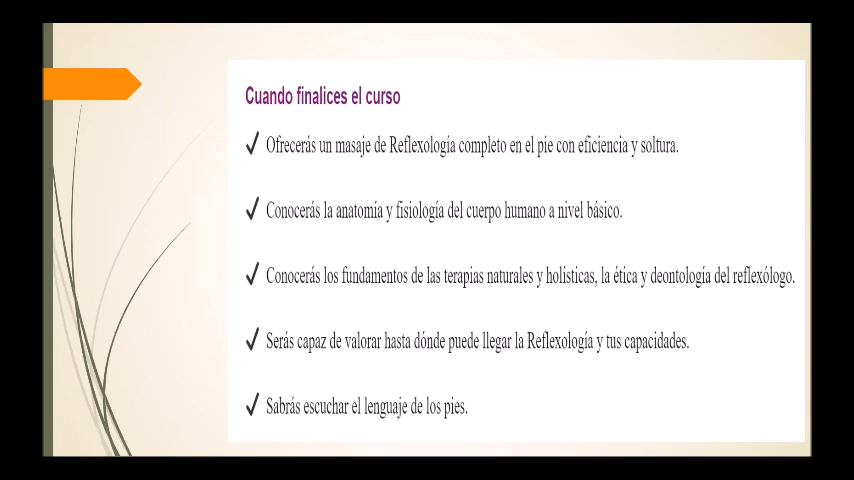 Cuando finalices el curso
✓ Ofrecerás un masaje de Reflexología completo en el pie con eficiencia y soltura.
✓ Conocerás la anatomía y fisiología del cuerpo humano a nivel básico.
✓ Conocerás los fundamentos de las terapias naturales y holísticas, la ética y deontología del reflexólogo.
✓ Serás capaz de valorar hasta dónde puede llegar la Reflexología y tus capacidades.
✓ Sabrás escuchar el lenguaje de los pies.